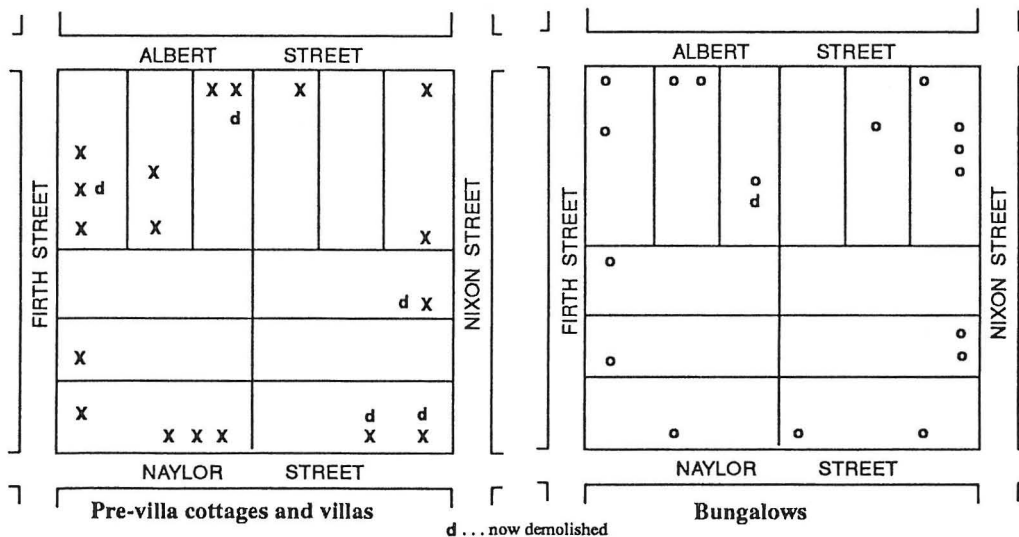 ALBERT STREET
FIRTH STREET
X X X X
d
X
X
X d
X
X X
d X
X
X
d d
X X X X X
NIXON STREET
NAYLOR STREET
Pre-villa cottages and villas
ALBERT STREET
FIRTH STREET
o o o o
o o o
o
o o
d
o
o
o o
o o o
NIXON STREET
NAYLOR STREET
Bungalows
d ... now demolished